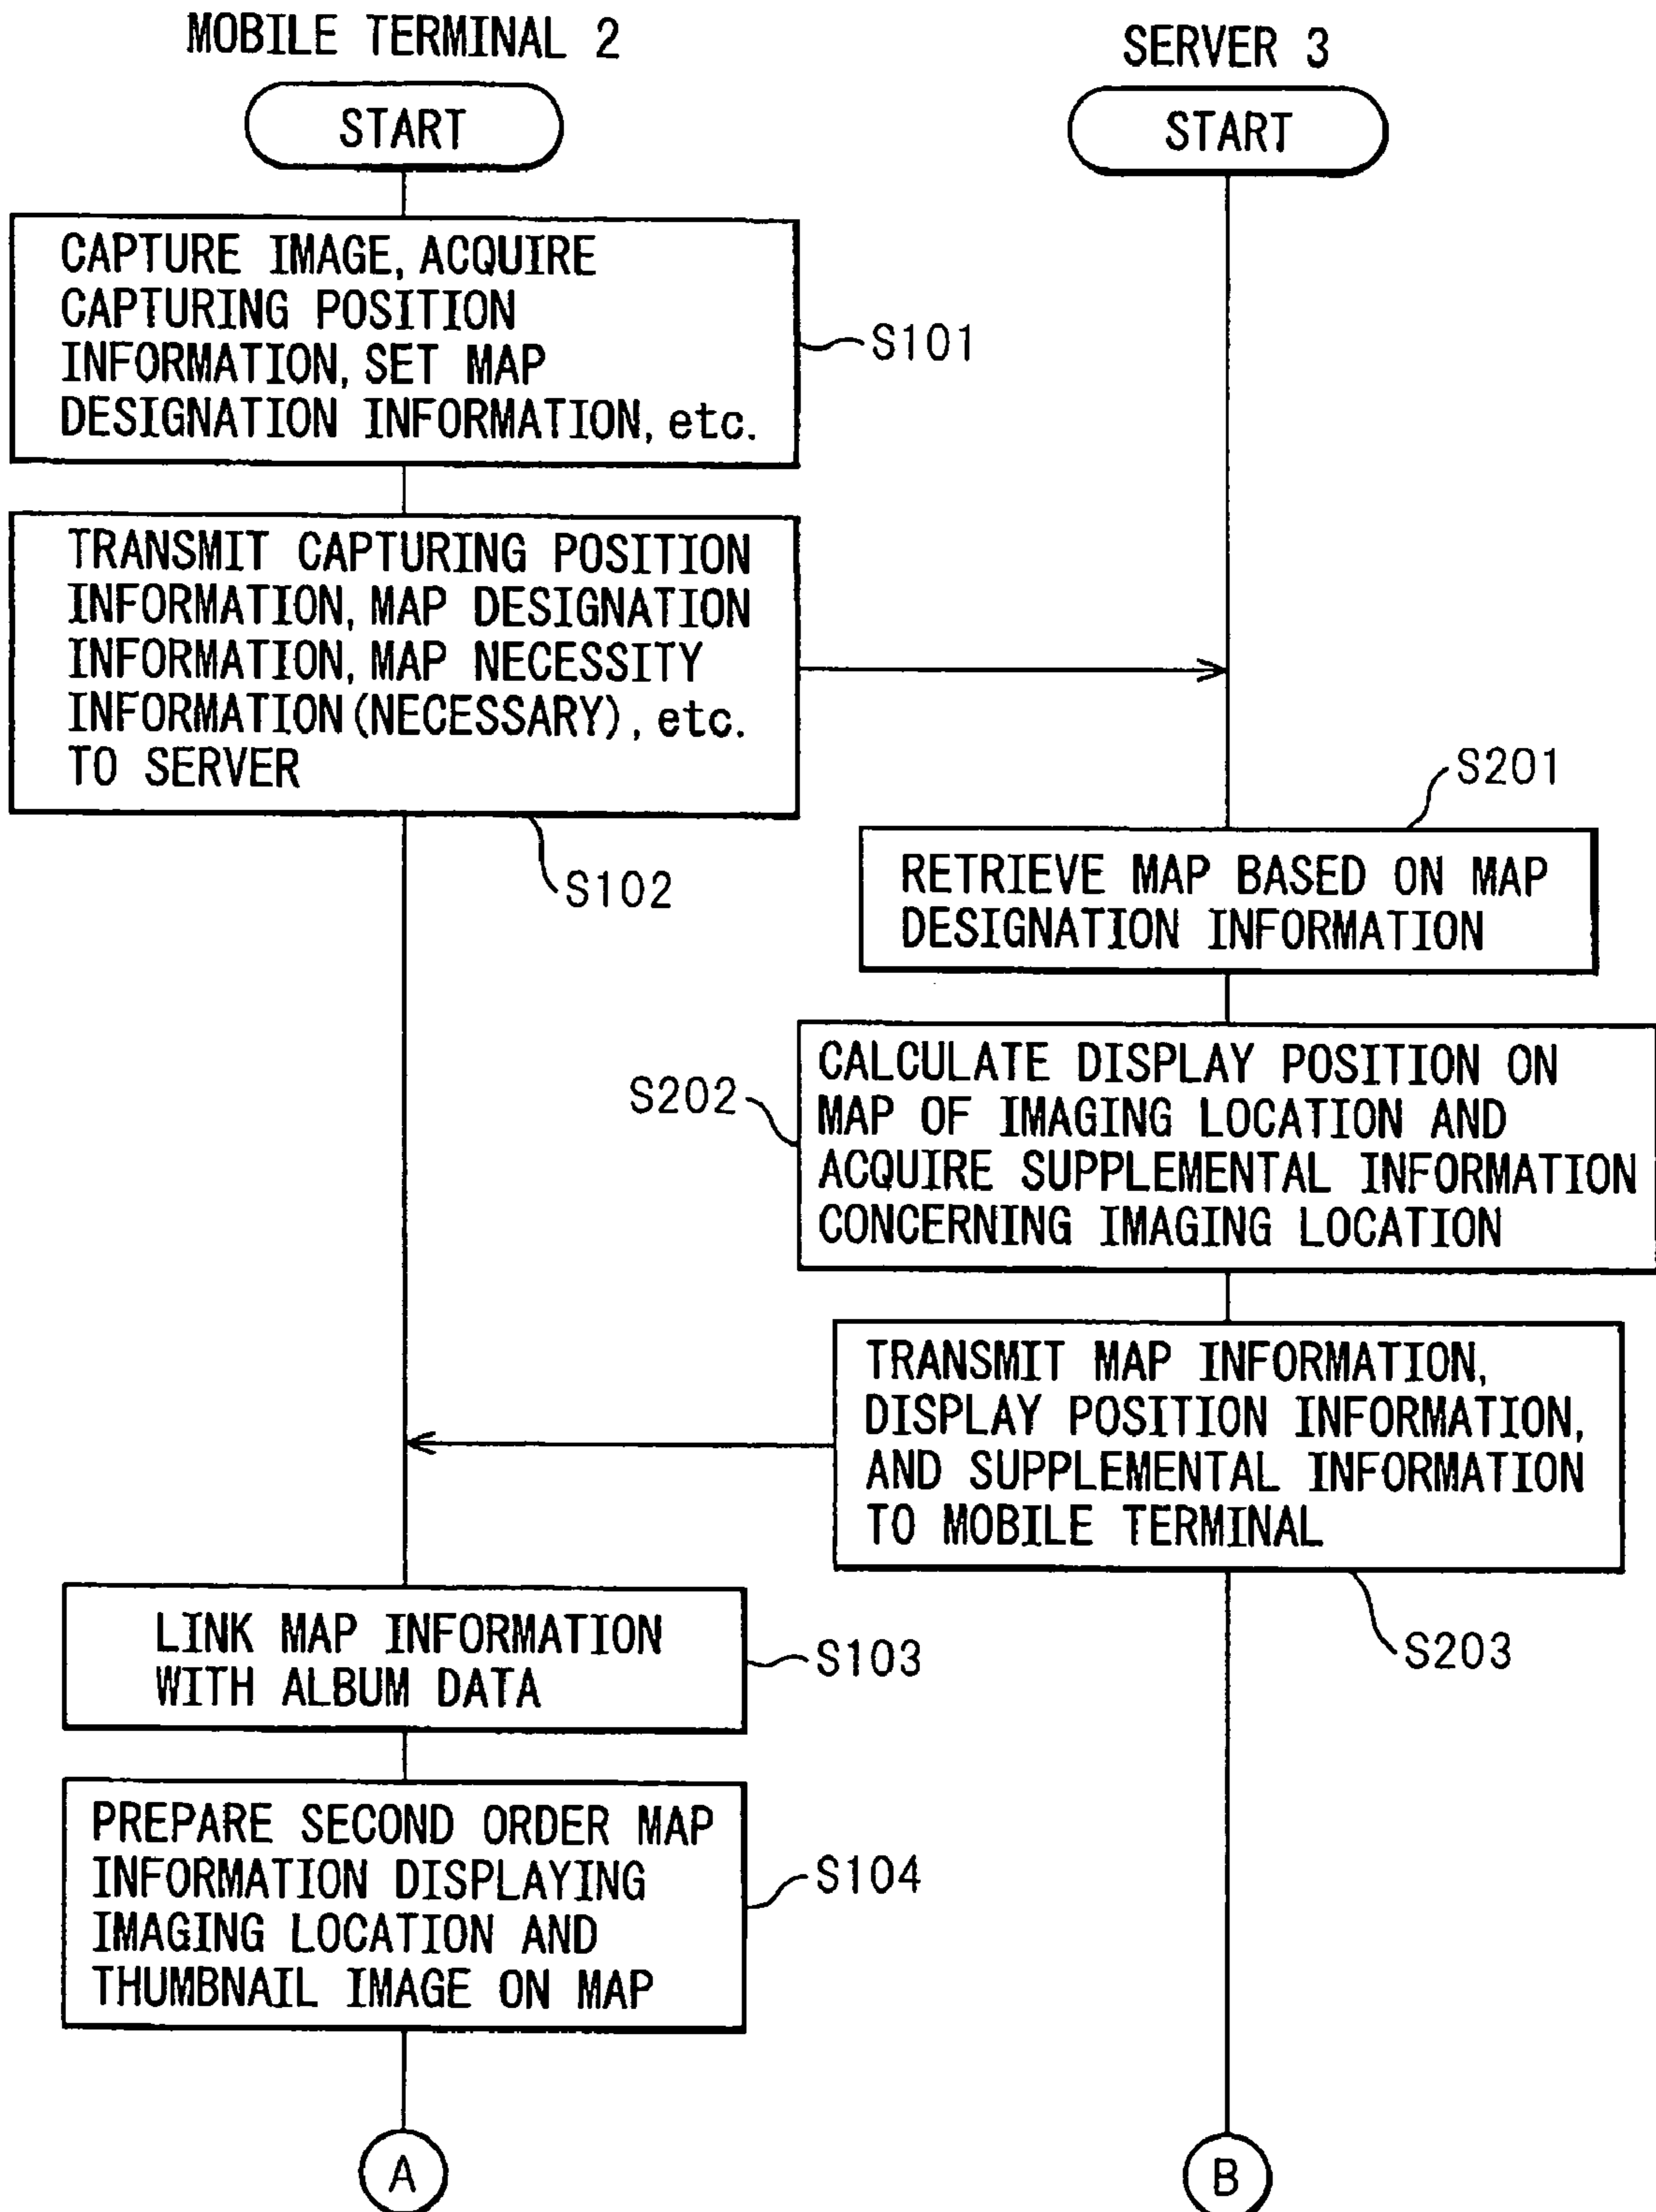 MOBILE TERMINAL 2
SERVER 3
START
START
CAPTURE IMAGE, ACQUIRE
CAPTURING POSITION
INFORMATION, SET MAP
DESIGNATION INFORMATION, etc.
S101
TRANSMIT CAPTURING POSITION
INFORMATION, MAP DESIGNATION
INFORMATION, MAP NECESSITY
INFORMATION (NECESSARY), etc.
TO SERVER
S102
S201
RETRIEVE MAP BASED ON MAP
DESIGNATION INFORMATION
S202
CALCULATE DISPLAY POSITION ON
MAP OF IMAGING LOCATION AND
ACQUIRE SUPPLEMENTAL INFORMATION
CONCERNING IMAGING LOCATION
TRANSMIT MAP INFORMATION,
DISPLAY POSITION INFORMATION,
AND SUPPLEMENTAL INFORMATION
TO MOBILE TERMINAL
S203
LINK MAP INFORMATION
WITH ALBUM DATA
S103
PREPARE SECOND ORDER MAP
INFORMATION DISPLAYING
IMAGING LOCATION AND
THUMBNAIL IMAGE ON MAP
S104
A
B